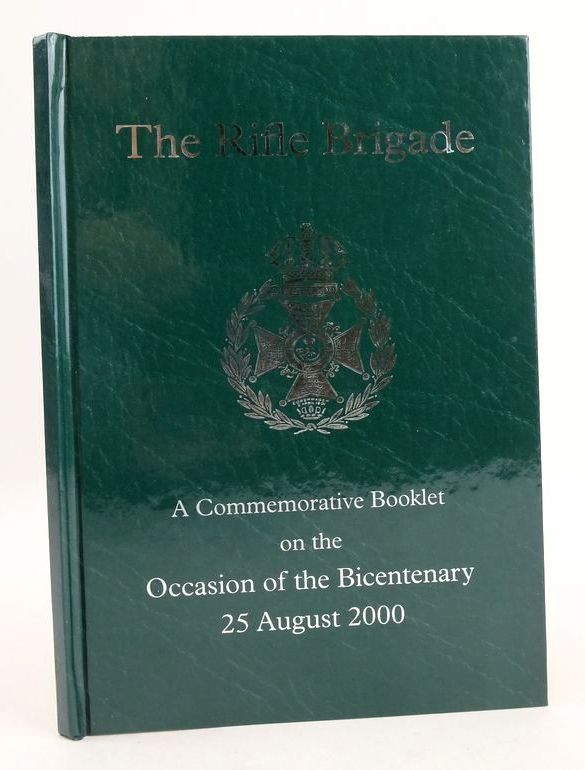 The Rifle Brigade
A Commemorative Booklet
on the
Occasion of the Bicentenary
25 August 2000